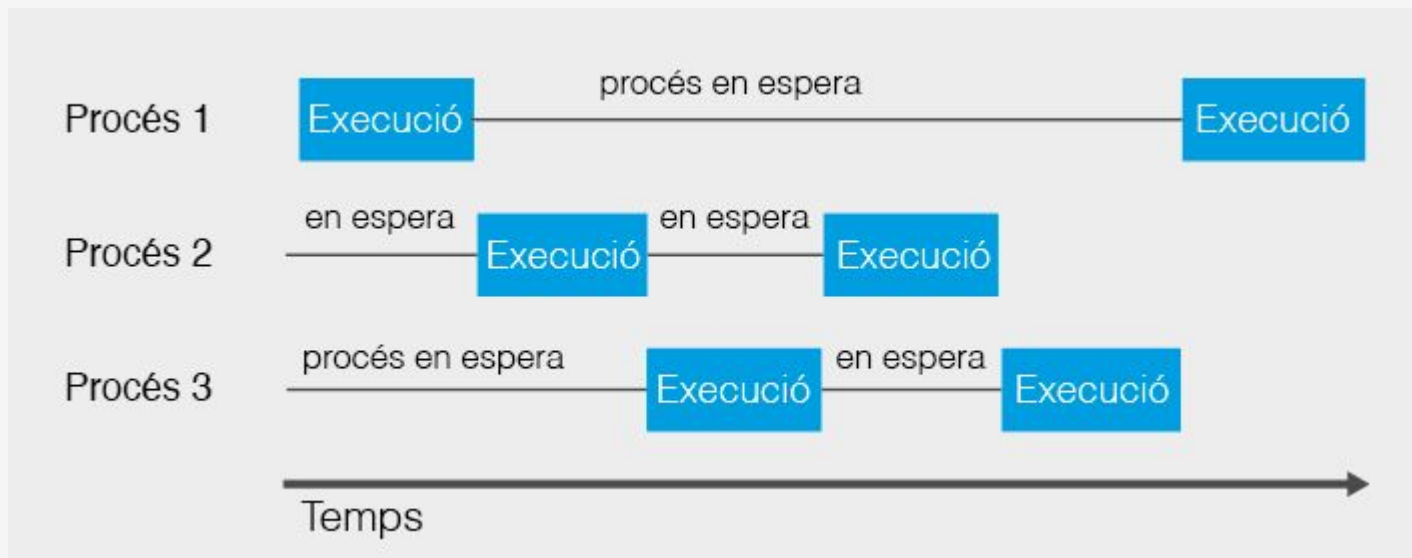 procés en espera
Procés 1 Execució Execució
en espera en espera
Procés 2 Execució Execució
procés en espera en espera
Procés 3 Execució Execució
Temps